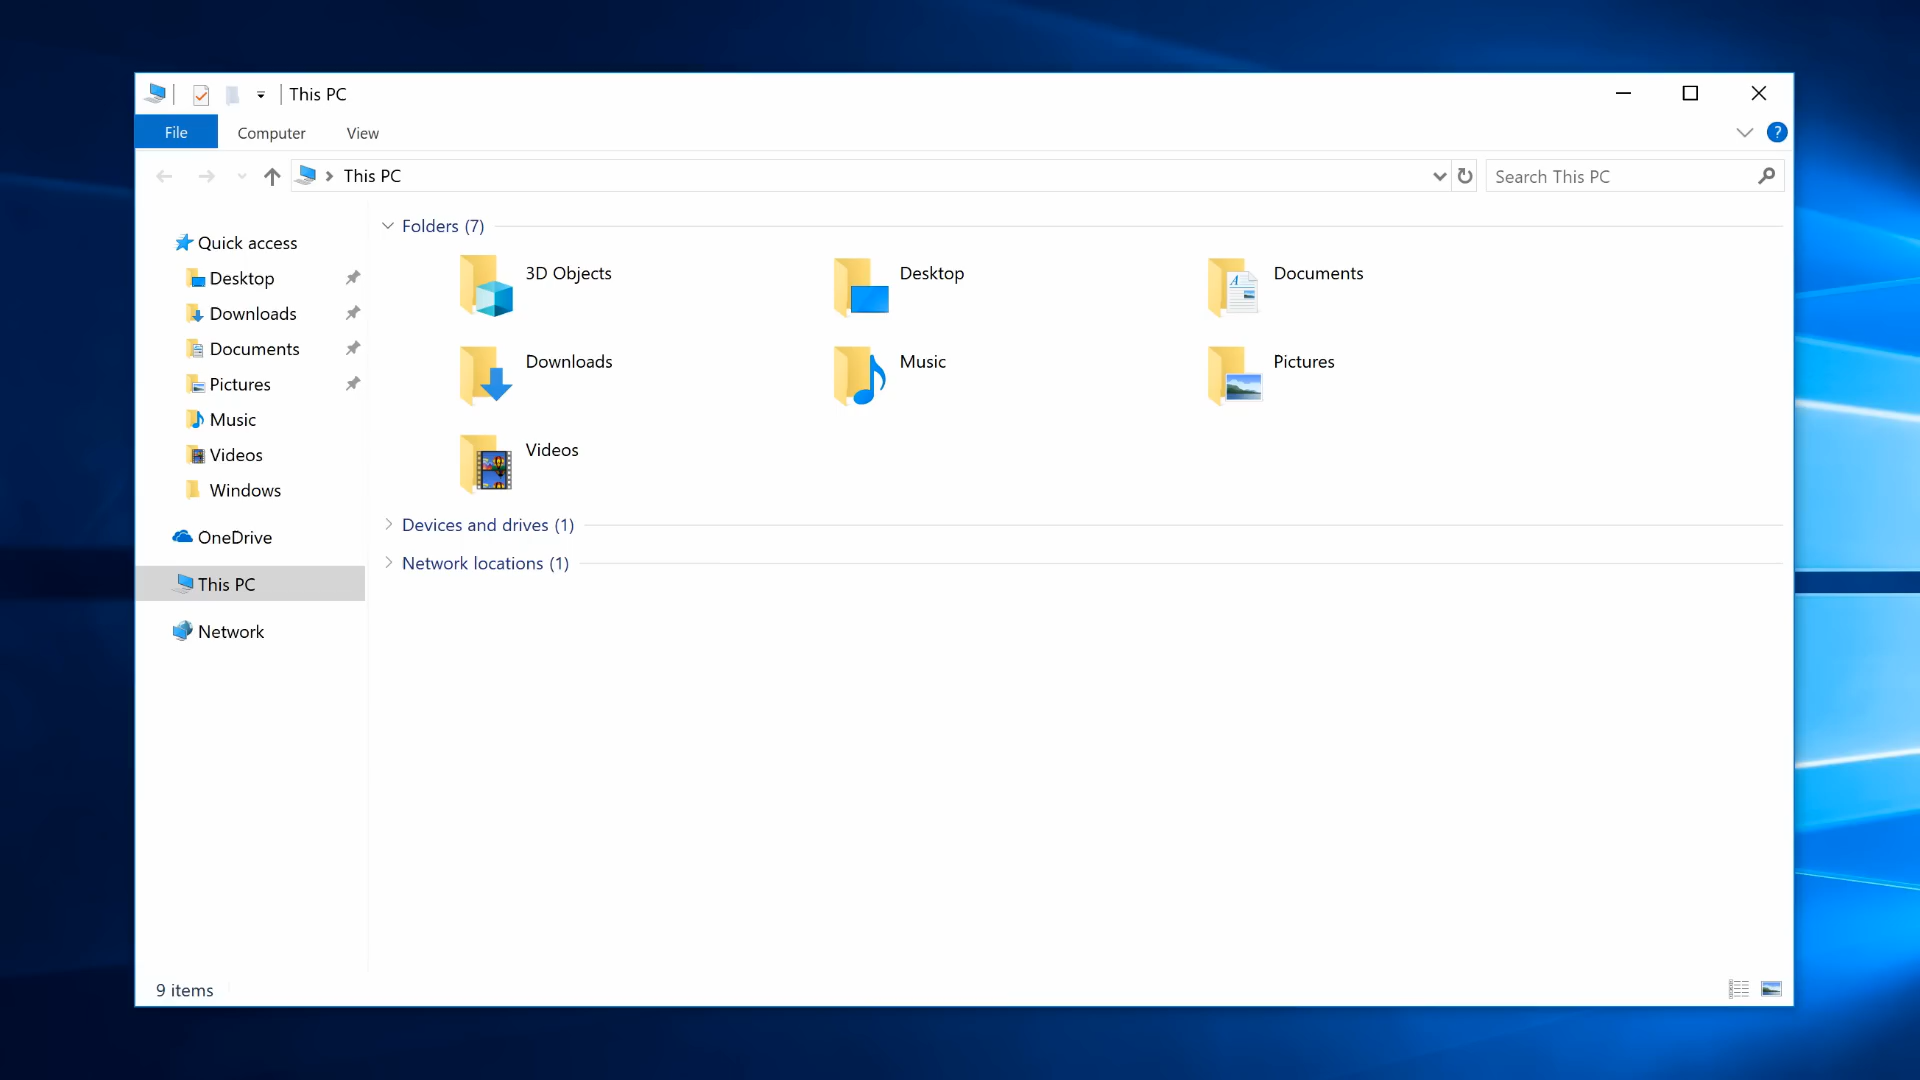 This PC
File Computer View ?
This PC Search This PC
Quick access
Desktop
Downloads
Documents
Pictures
Music
Videos
Windows
OneDrive
This PC
Network
Folders (7)
3D Objects Desktop Documents
Downloads Music Pictures
Videos
Devices and drives (1)
Network locations (1)
9 items